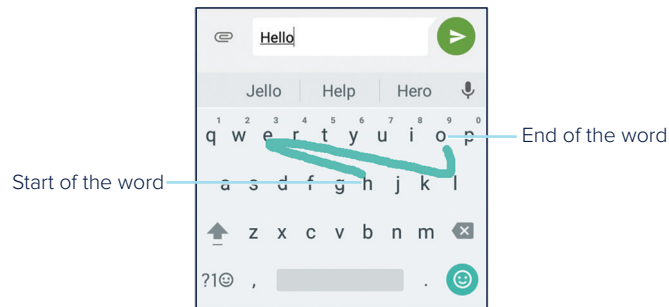 Hello
Jello Help Hero
1 2 3 4 5 6 7 8 9 0
q w e r t y u i o p
End of the word
Start of the word
a s d f g h j k l
z x c v b n m
?1☺ , .